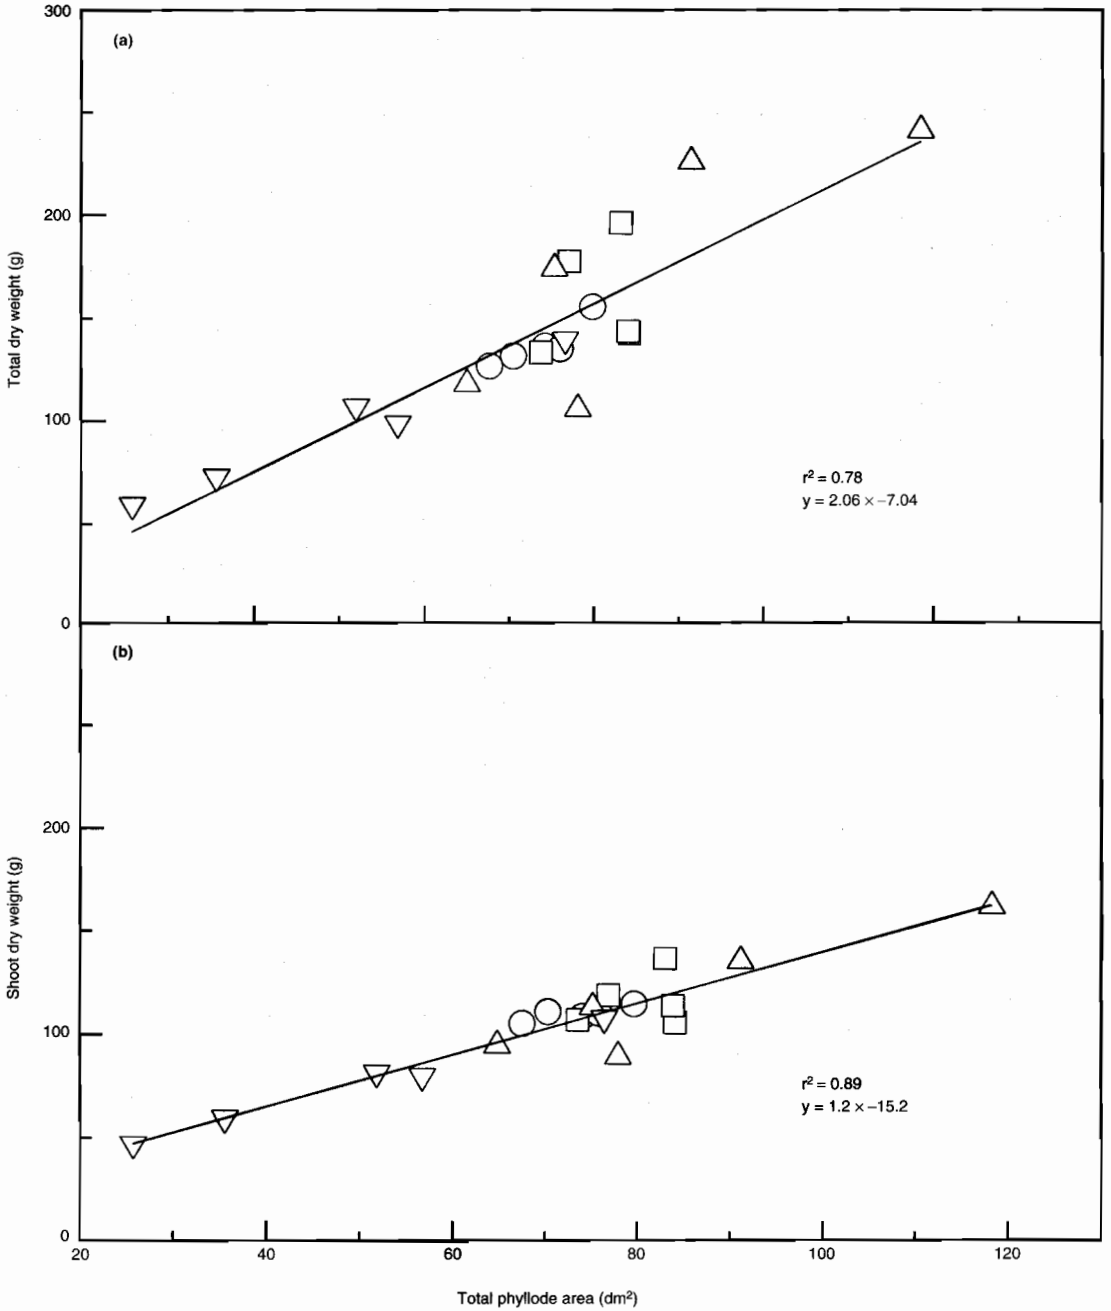 300
(a)
200
Total dry weight (g)
100
r² = 0.78
y = 2.06 × −7.04
0
(b)
200
Shoot dry weight (g)
100
r² = 0.89
y = 1.2 × −15.2
0
20 40 60 80 100 120
Total phyllode area (dm²)